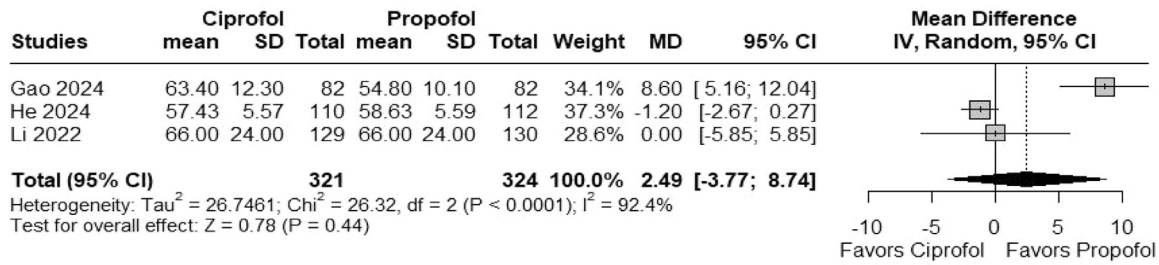 Ciprofol Propofol Mean Difference
Studies mean SD Total mean SD Total Weight MD 95% CI IV, Random, 95% CI
Gao 2024 63.40 12.30 82 54.80 10.10 82 34.1% 8.60 [ 5.16; 12.04]
He 2024 57.43 5.57 110 58.63 5.59 112 37.3% -1.20 [-2.67; 0.27]
Li 2022 66.00 24.00 129 66.00 24.00 130 28.6% 0.00 [-5.85; 5.85]
Total (95% CI) 321 324 100.0% 2.49 [-3.77; 8.74]
Heterogeneity: Tau² = 26.7461; Chi² = 26.32, df = 2 (P < 0.0001); I² = 92.4%
Test for overall effect: Z = 0.78 (P = 0.44)
-10 -5 0 5 10
Favors Ciprofol Favors Propofol